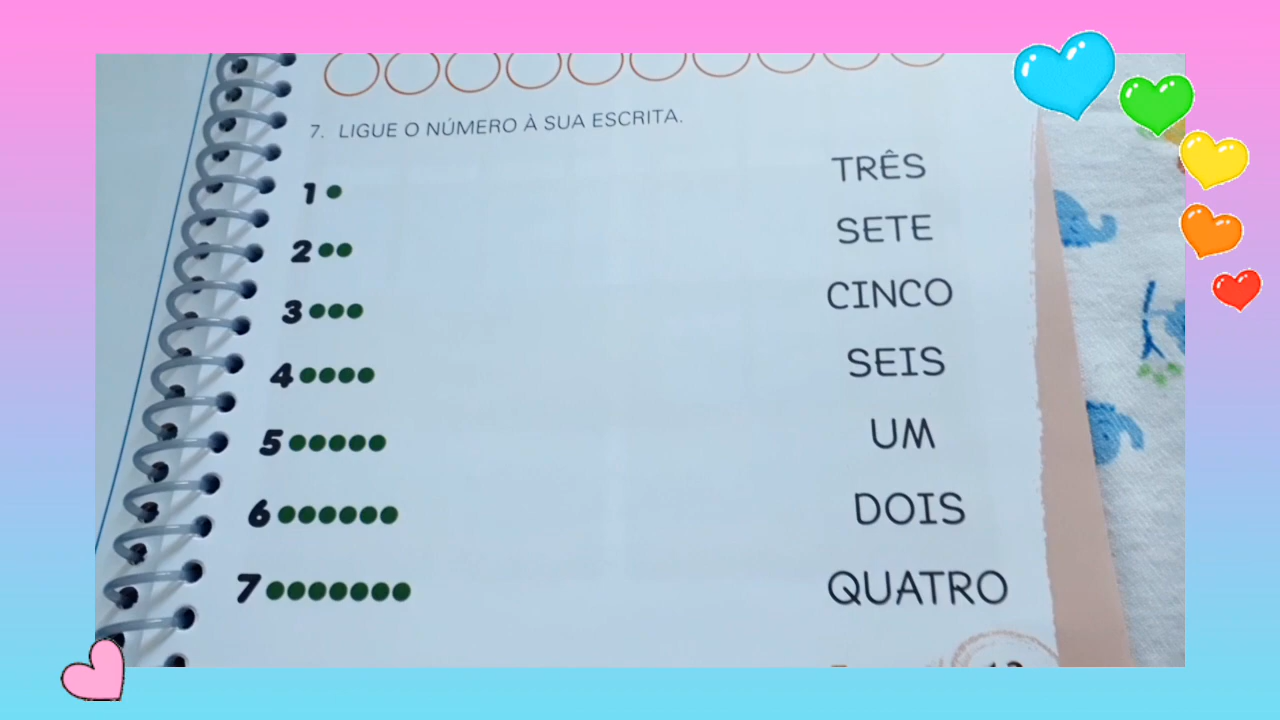 7. LIGUE O NÚMERO À SUA ESCRITA.
1 TRÊS
2 SETE
3 CINCO
4 SEIS
5 UM
6 DOIS
7 QUATRO